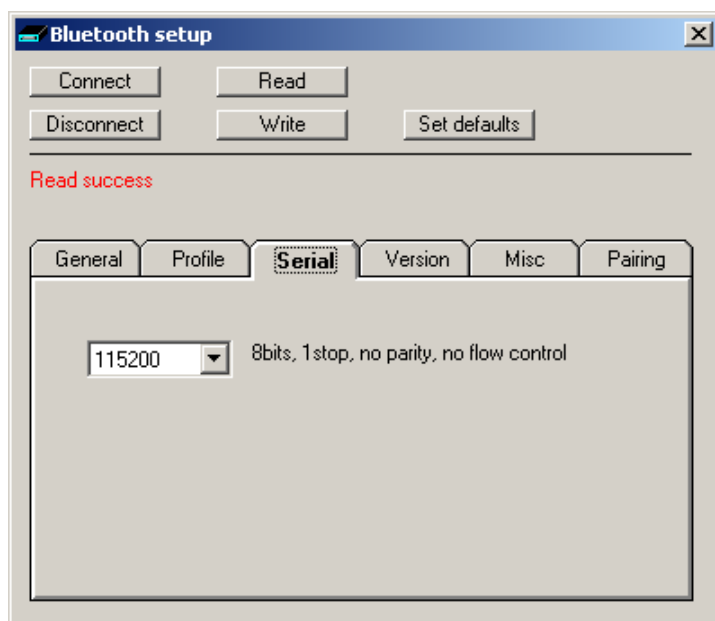 Bluetooth setup
Connect Read
Disconnect Write Set defaults
Read success
General Profile Serial Version Misc Pairing
115200 8bits, 1stop, no parity, no flow control